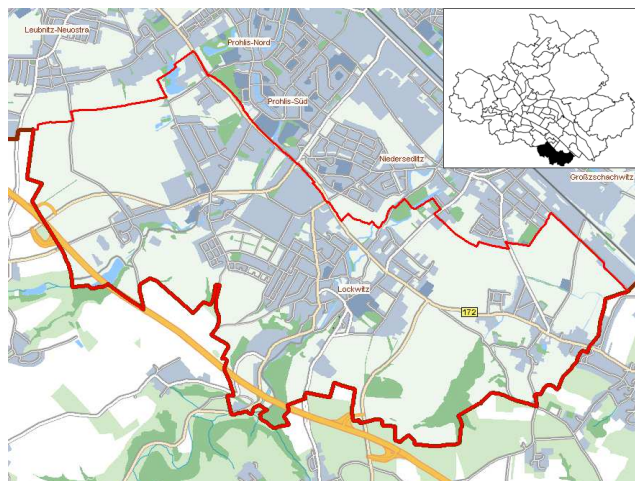 Leubnitz-Neuostra
Prohlis-Nord
Prohlis-Süd
Niedersedlitz
Großzschachwitz
Lockwitz
172